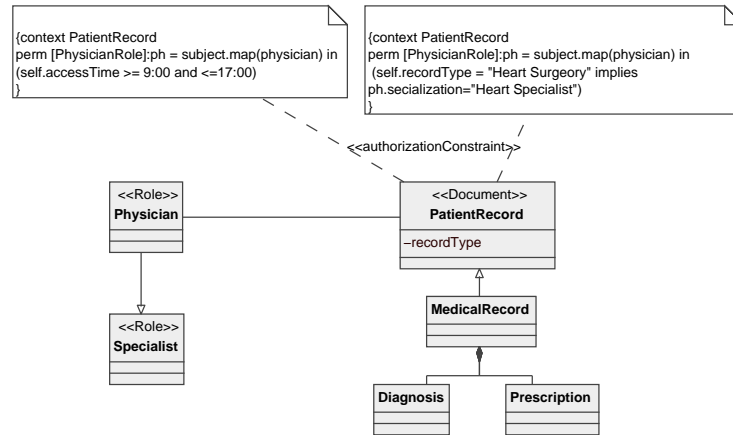 {context PatientRecord
perm [PhysicianRole]:ph = subject.map(physician) in
(self.accessTime >= 9:00 and <=17:00)
}
{context PatientRecord
perm [PhysicianRole]:ph = subject.map(physician) in
(self.recordType = "Heart Surgeory" implies
ph.secialization="Heart Specialist")
}
<<authorizationConstraint>>
<<Role>>
Physician
<<Document>>
PatientRecord
−recordType
MedicalRecord
<<Role>>
Specialist
Diagnosis
Prescription